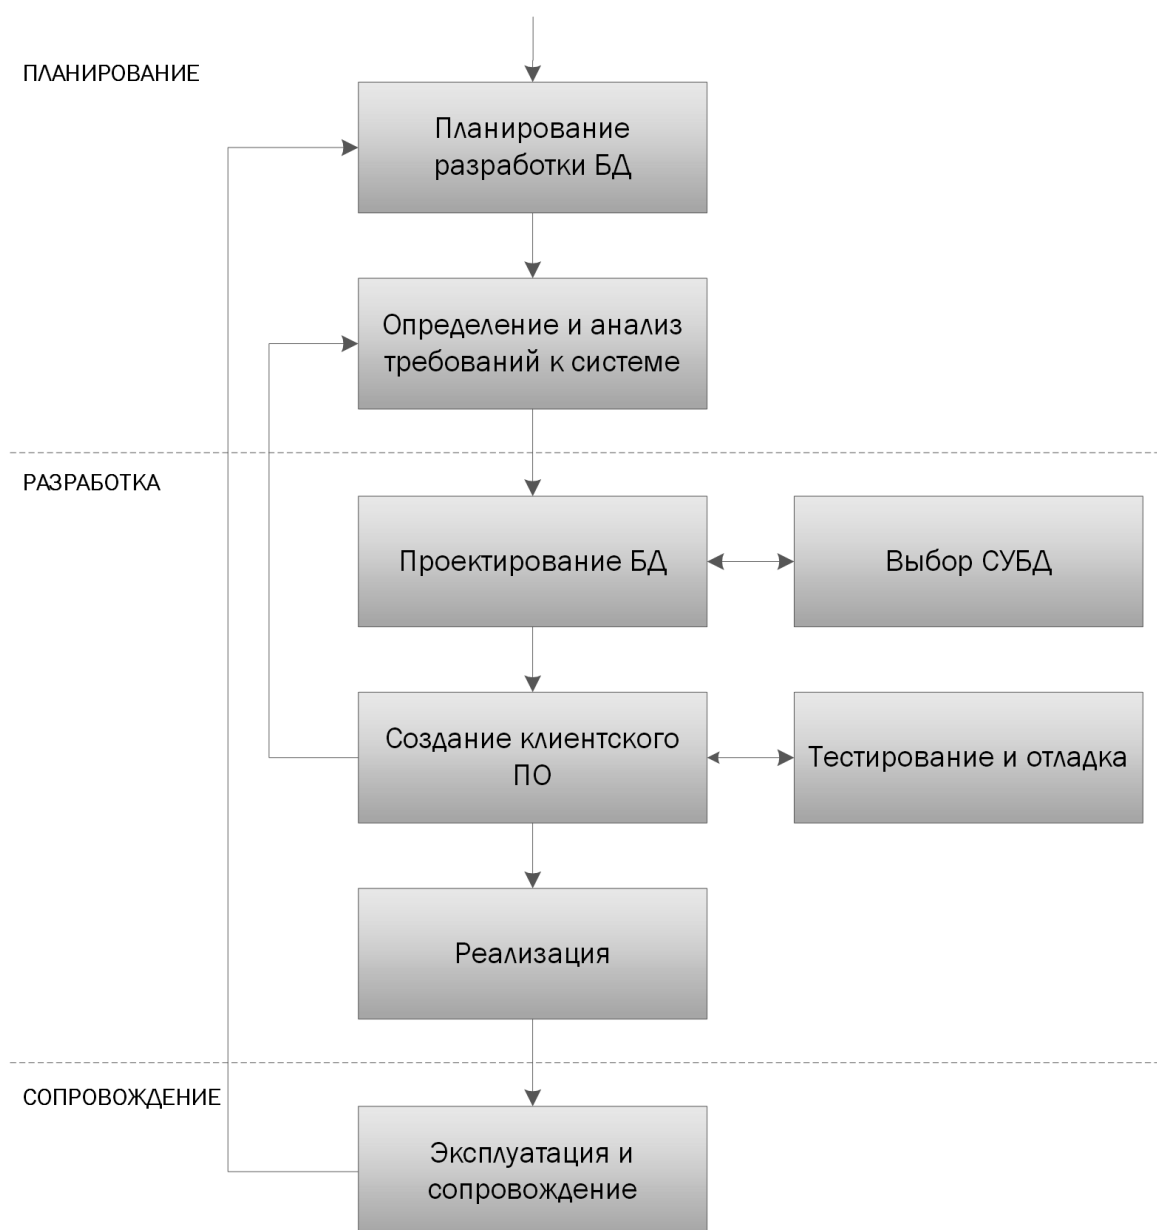 ПЛАНИРОВАНИЕ
Планирование
разработки БД
Определение и анализ
требований к системе
РАЗРАБОТКА
Проектирование БД
Выбор СУБД
Создание клиентского
ПО
Тестирование и отладка
Реализация
СОПРОВОЖДЕНИЕ
Эксплуатация и
сопровождение